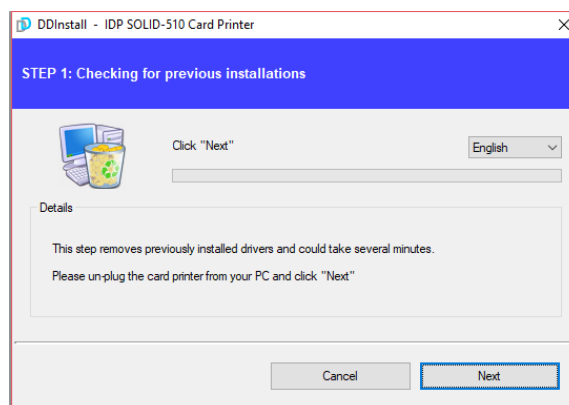 DDInstall - IDP SOLID-510 Card Printer
STEP 1: Checking for previous installations
Click "Next"
English
Details
This step removes previously installed drivers and could take several minutes.
Please un-plug the card printer from your PC and click "Next"
Cancel
Next